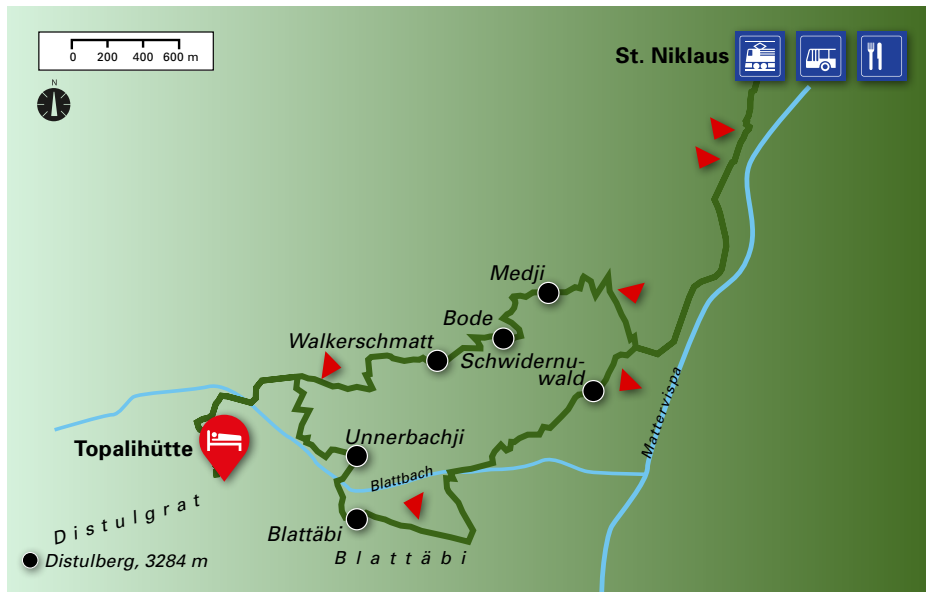 St. Niklaus
0 200 400 600 m
N
Medji
Bode
Walkerschmatt
Schwidernu-
wald
Mattervispa
Topalihütte
Unnerbachji
Blattbach
Distulgrat
Blattäbi
Blattäbi
Distulberg, 3284 m